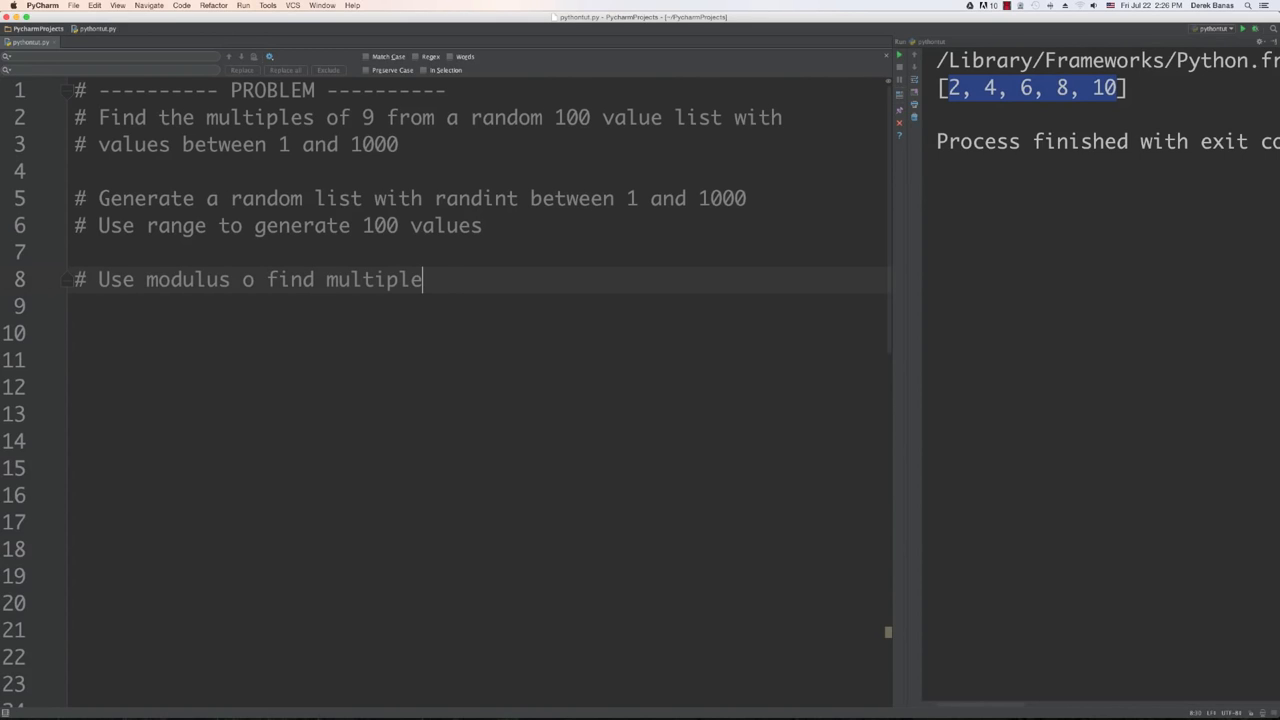 PyCharm File Edit View Navigate Code Refactor Run Tools VCS Window Help 10 Fri Jul 22 2:26 PM Derek Banas
pythontut.py - PycharmProjects - [~/PycharmProjects]
PycharmProjects pythontut.py pythontut
pythontut.py Run pythontut
Match Case Regex Words
Replace Replace all Exclude Preserve Case In Selection
1 # ---------- PROBLEM ----------
2 # Find the multiples of 9 from a random 100 value list with
3 # values between 1 and 1000
4
5 # Generate a random list with randint between 1 and 1000
6 # Use range to generate 100 values
7
8 # Use modulus o find multiple
9
10
11
12
13
14
15
16
17
18
19
20
21
22
23
/Library/Frameworks/Python.fr
[2, 4, 6, 8, 10]
Process finished with exit co
8:30 LF UTF-8